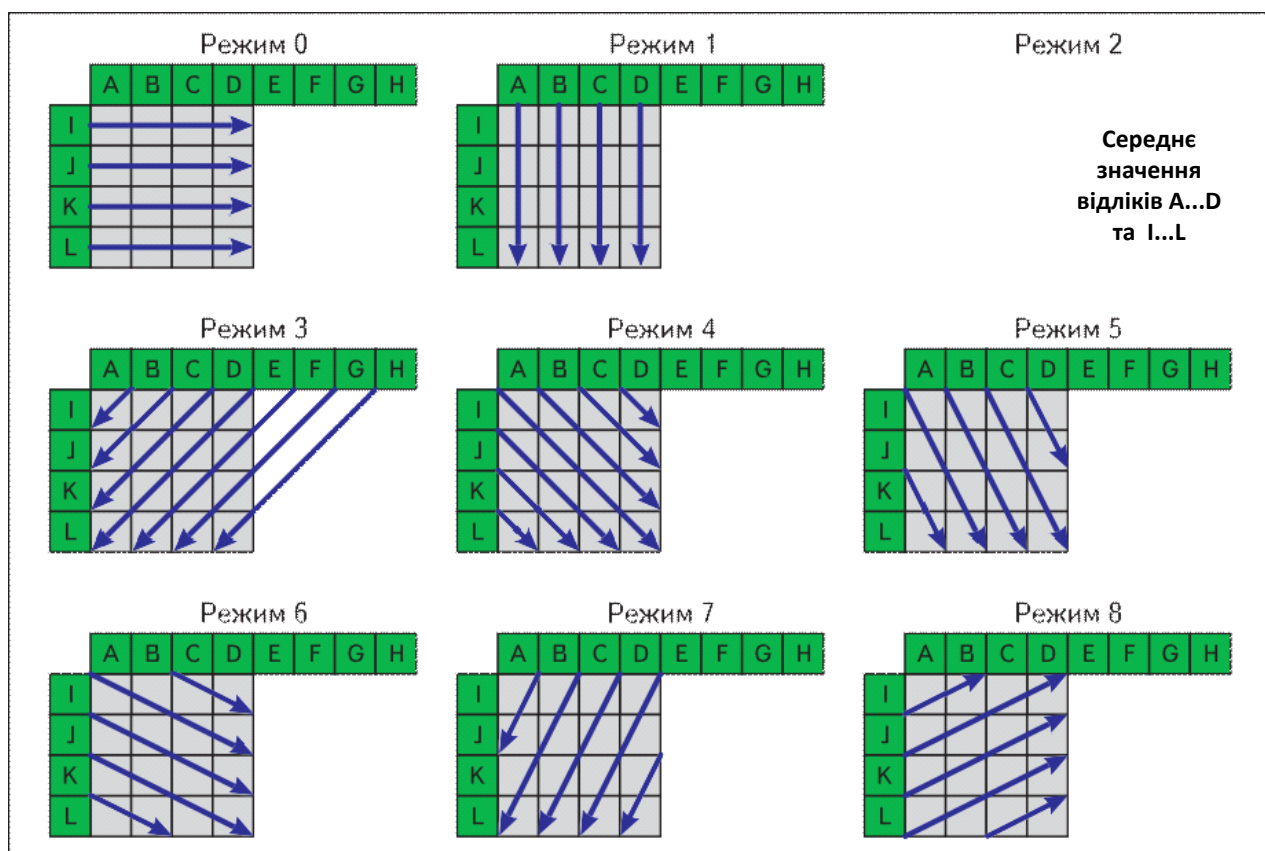 Режим 0
A B C D E F G H
I
J
K
L
Режим 1
A B C D E F G H
I
J
K
L
Режим 2
Середнє
значення
відліків A...D
та I...L
Режим 3
A B C D E F G H
I
J
K
L
Режим 4
A B C D E F G H
I
J
K
L
Режим 5
A B C D E F G H
I
J
K
L
Режим 6
A B C D E F G H
I
J
K
L
Режим 7
A B C D E F G H
I
J
K
L
Режим 8
A B C D E F G H
I
J
K
L